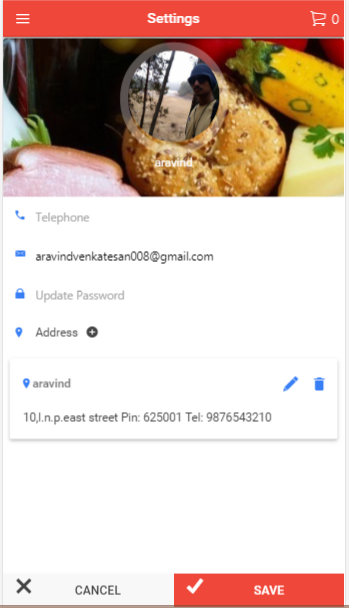 Settings
0
aravind
Telephone
aravindvenkatesan008@gmail.com
Update Password
Address
aravind
10,l.n.p.east street Pin: 625001 Tel: 9876543210
CANCEL
SAVE